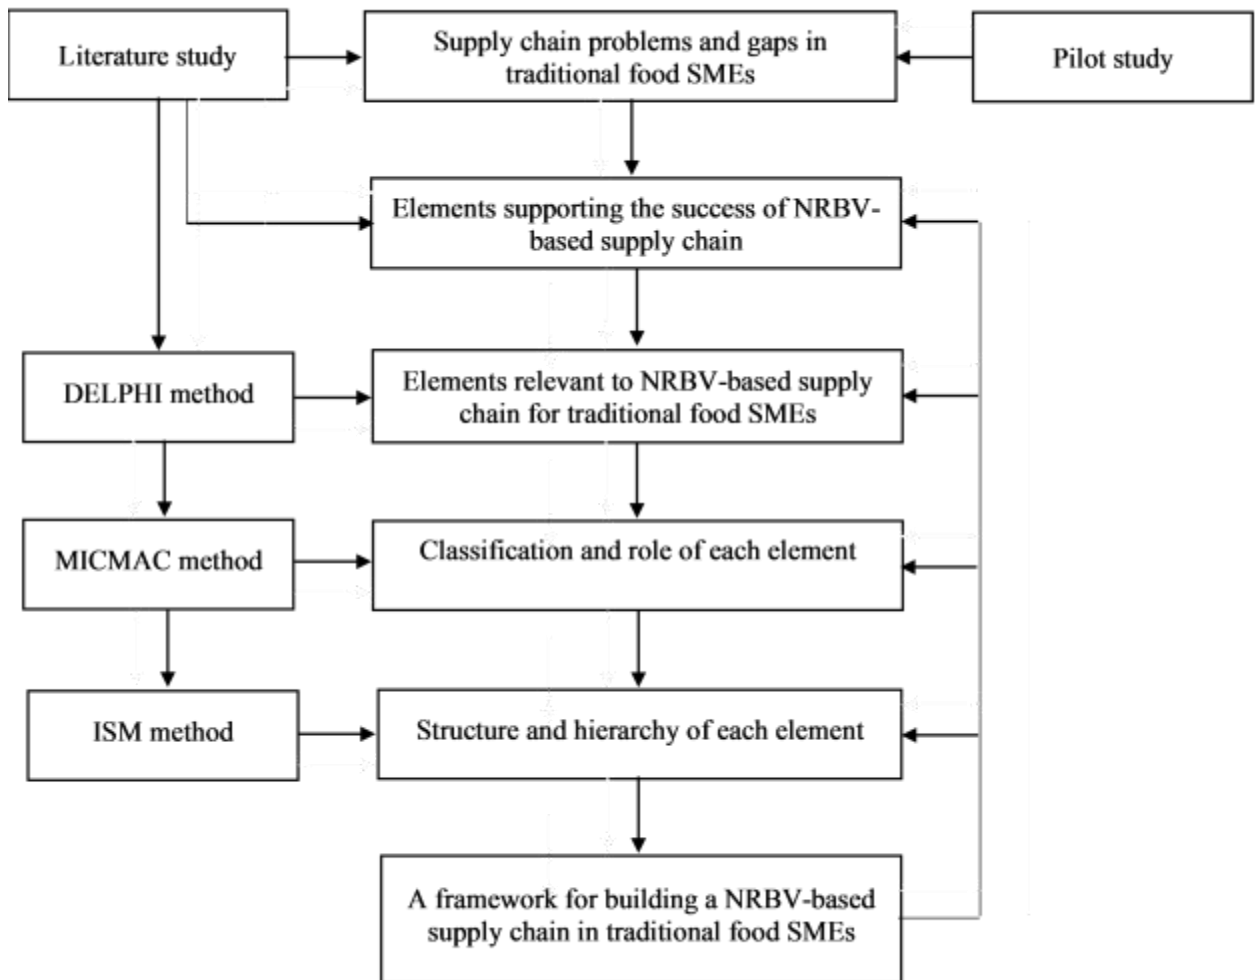 Literature study
Supply chain problems and gaps in
traditional food SMEs
Pilot study
Elements supporting the success of NRBV-
based supply chain
DELPHI method
Elements relevant to NRBV-based supply
chain for traditional food SMEs
MICMAC method
Classification and role of each element
ISM method
Structure and hierarchy of each element
A framework for building a NRBV-based
supply chain in traditional food SMEs